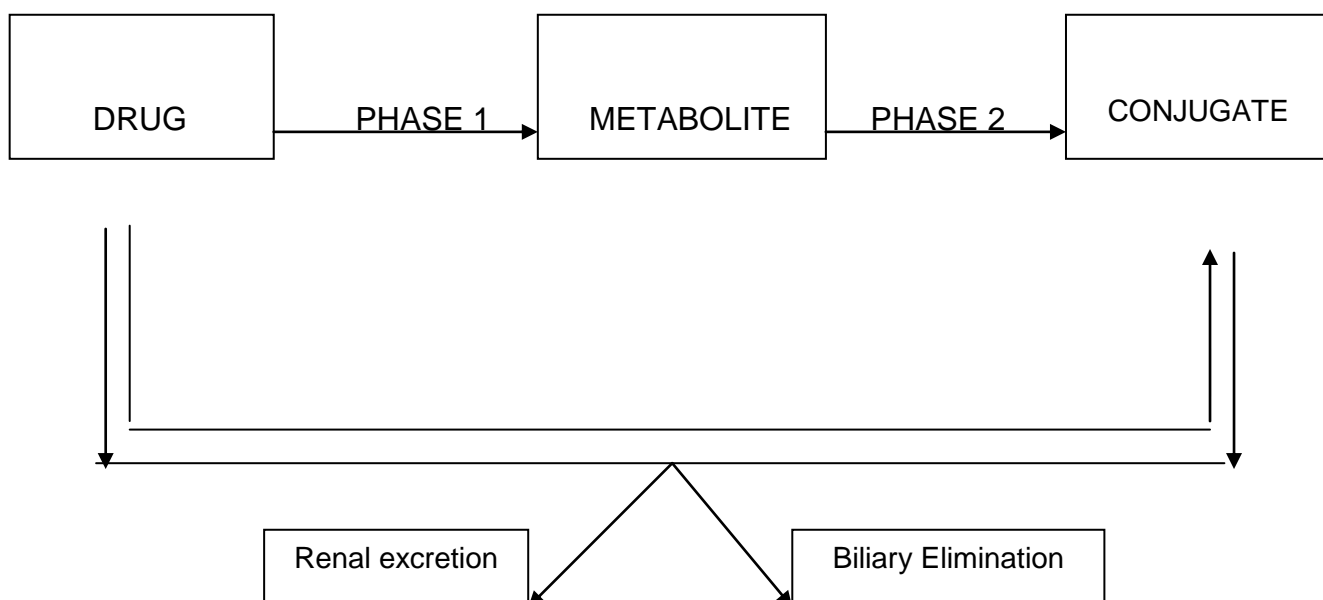 DRUG PHASE 1 METABOLITE PHASE 2 CONJUGATE
Renal excretion Biliary Elimination